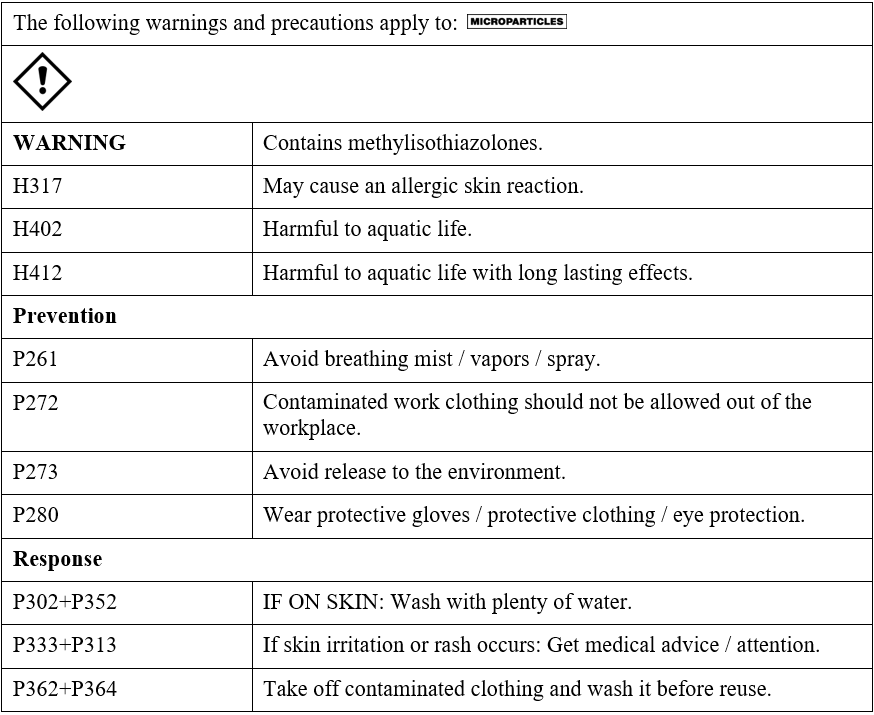 The following warnings and precautions apply to: MICROPARTICLES
WARNING Contains methylisothiazolones.
H317 May cause an allergic skin reaction.
H402 Harmful to aquatic life.
H412 Harmful to aquatic life with long lasting effects.
Prevention
P261 Avoid breathing mist / vapors / spray.
P272 Contaminated work clothing should not be allowed out of the
workplace.
P273 Avoid release to the environment.
P280 Wear protective gloves / protective clothing / eye protection.
Response
P302+P352 IF ON SKIN: Wash with plenty of water.
P333+P313 If skin irritation or rash occurs: Get medical advice / attention.
P362+P364 Take off contaminated clothing and wash it before reuse.